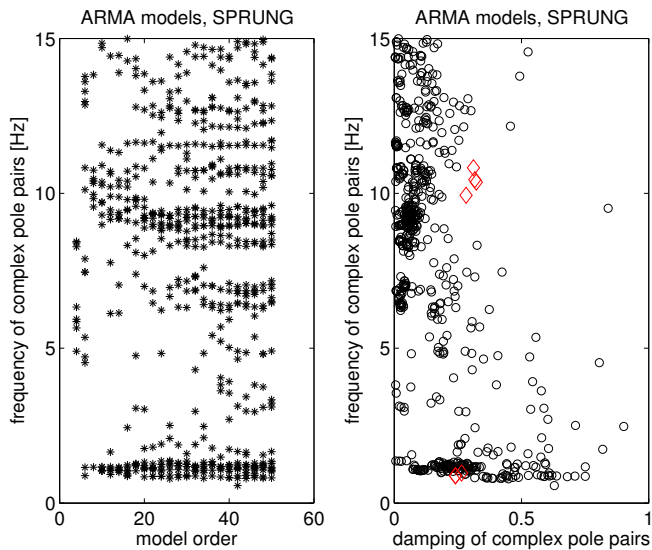 ARMA models, SPRUNG
ARMA models, SPRUNG
frequency of complex pole pairs [Hz]
15
10
5
0
0
20
40
60
model order
frequency of complex pole pairs [Hz]
15
10
5
0
0
0.5
1
damping of complex pole pairs